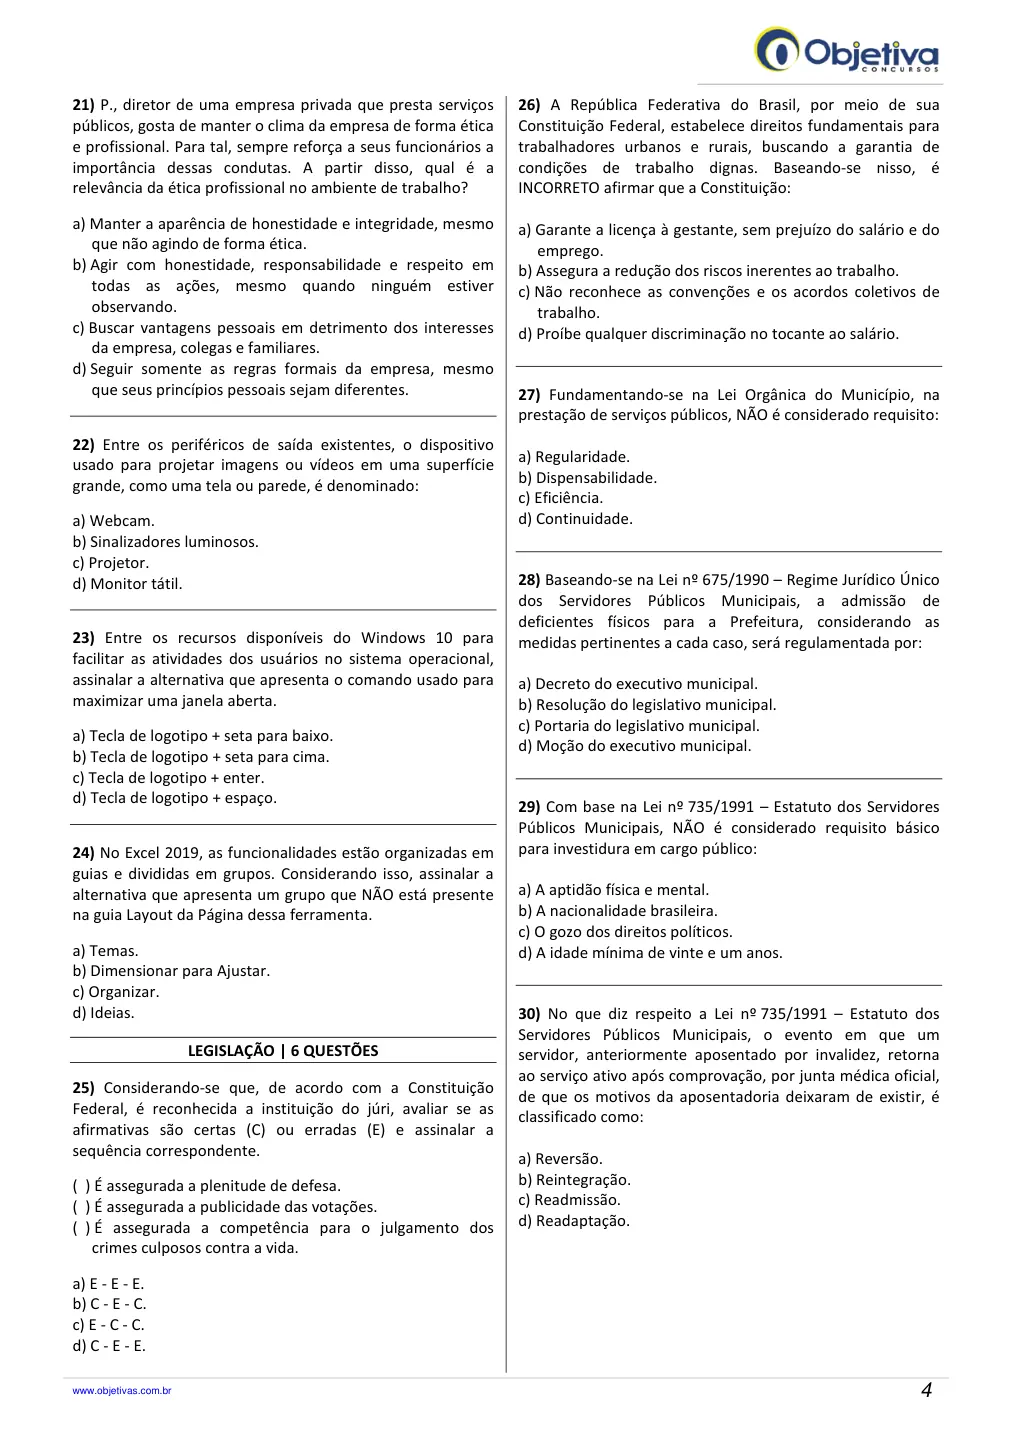 Objetiva
CONCURSOS
21) P., diretor de uma empresa privada que presta serviços
públicos, gosta de manter o clima da empresa de forma ética
e profissional. Para tal, sempre reforça a seus funcionários a
importância dessas condutas. A partir disso, qual é a
relevância da ética profissional no ambiente de trabalho?
a) Manter a aparência de honestidade e integridade, mesmo
que não agindo de forma ética.
b) Agir com honestidade, responsabilidade e respeito em
todas as ações, mesmo quando ninguém estiver
observando.
c) Buscar vantagens pessoais em detrimento dos interesses
da empresa, colegas e familiares.
d) Seguir somente as regras formais da empresa, mesmo
que seus princípios pessoais sejam diferentes.
22) Entre os periféricos de saída existentes, o dispositivo
usado para projetar imagens ou vídeos em uma superfície
grande, como uma tela ou parede, é denominado:
a) Webcam.
b) Sinalizadores luminosos.
c) Projetor.
d) Monitor tátil.
23) Entre os recursos disponíveis do Windows 10 para
facilitar as atividades dos usuários no sistema operacional,
assinalar a alternativa que apresenta o comando usado para
maximizar uma janela aberta.
a) Tecla de logotipo + seta para baixo.
b) Tecla de logotipo + seta para cima.
c) Tecla de logotipo + enter.
d) Tecla de logotipo + espaço.
24) No Excel 2019, as funcionalidades estão organizadas em
guias e divididas em grupos. Considerando isso, assinalar a
alternativa que apresenta um grupo que NÃO está presente
na guia Layout da Página dessa ferramenta.
a) Temas.
b) Dimensionar para Ajustar.
c) Organizar.
d) Ideias.
LEGISLAÇÃO | 6 QUESTÕES
25) Considerando-se que, de acordo com a Constituição
Federal, é reconhecida a instituição do júri, avaliar se as
afirmativas são certas (C) ou erradas (E) e assinalar a
sequência correspondente.
( ) É assegurada a plenitude de defesa.
( ) É assegurada a publicidade das votações.
( ) É assegurada a competência para o julgamento dos
crimes culposos contra a vida.
a) E - E - E.
b) C - E - C.
c) E - C - C.
d) C - E - E.
26) A República Federativa do Brasil, por meio de sua
Constituição Federal, estabelece direitos fundamentais para
trabalhadores urbanos e rurais, buscando a garantia de
condições de trabalho dignas. Baseando-se nisso, é
INCORRETO afirmar que a Constituição:
a) Garante a licença à gestante, sem prejuízo do salário e do
emprego.
b) Assegura a redução dos riscos inerentes ao trabalho.
c) Não reconhece as convenções e os acordos coletivos de
trabalho.
d) Proíbe qualquer discriminação no tocante ao salário.
27) Fundamentando-se na Lei Orgânica do Município, na
prestação de serviços públicos, NÃO é considerado requisito:
a) Regularidade.
b) Dispensabilidade.
c) Eficiência.
d) Continuidade.
28) Baseando-se na Lei nº 675/1990 – Regime Jurídico Único
dos Servidores Públicos Municipais, a admissão de
deficientes físicos para a Prefeitura, considerando as
medidas pertinentes a cada caso, será regulamentada por:
a) Decreto do executivo municipal.
b) Resolução do legislativo municipal.
c) Portaria do legislativo municipal.
d) Moção do executivo municipal.
29) Com base na Lei nº 735/1991 – Estatuto dos Servidores
Públicos Municipais, NÃO é considerado requisito básico
para investidura em cargo público:
a) A aptidão física e mental.
b) A nacionalidade brasileira.
c) O gozo dos direitos políticos.
d) A idade mínima de vinte e um anos.
30) No que diz respeito a Lei nº 735/1991 – Estatuto dos
Servidores Públicos Municipais, o evento em que um
servidor, anteriormente aposentado por invalidez, retorna
ao serviço ativo após comprovação, por junta médica oficial,
de que os motivos da aposentadoria deixaram de existir, é
classificado como:
a) Reversão.
b) Reintegração.
c) Readmissão.
d) Readaptação.
www.objetivas.com.br
4